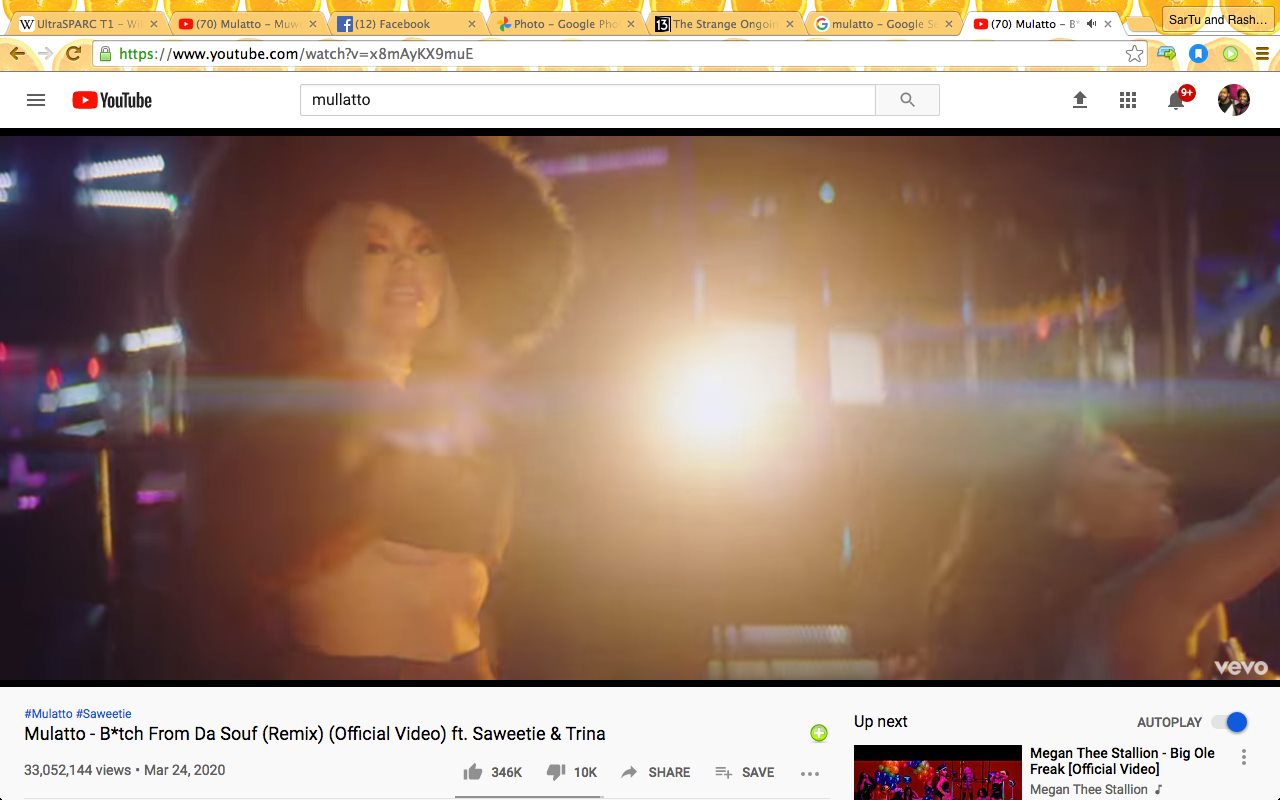 UltraSPARC T1 – Wi
(70) Mulatto – Muw
(12) Facebook
Photo – Google Pho
13
The Strange Ongoin
mulatto – Google Se
(70) Mulatto – B*
SarTu and Rash...
https://www.youtube.com/watch?v=x8mAyKX9muE
YouTube
mullatto
9+
vevo
#Mulatto #Saweetie
Mulatto - B*tch From Da Souf (Remix) (Official Video) ft. Saweetie & Trina
33,052,144 views • Mar 24, 2020
346K
10K
SHARE
SAVE
Up next
AUTOPLAY
Megan Thee Stallion - Big Ole
Freak [Official Video]
Megan Thee Stallion